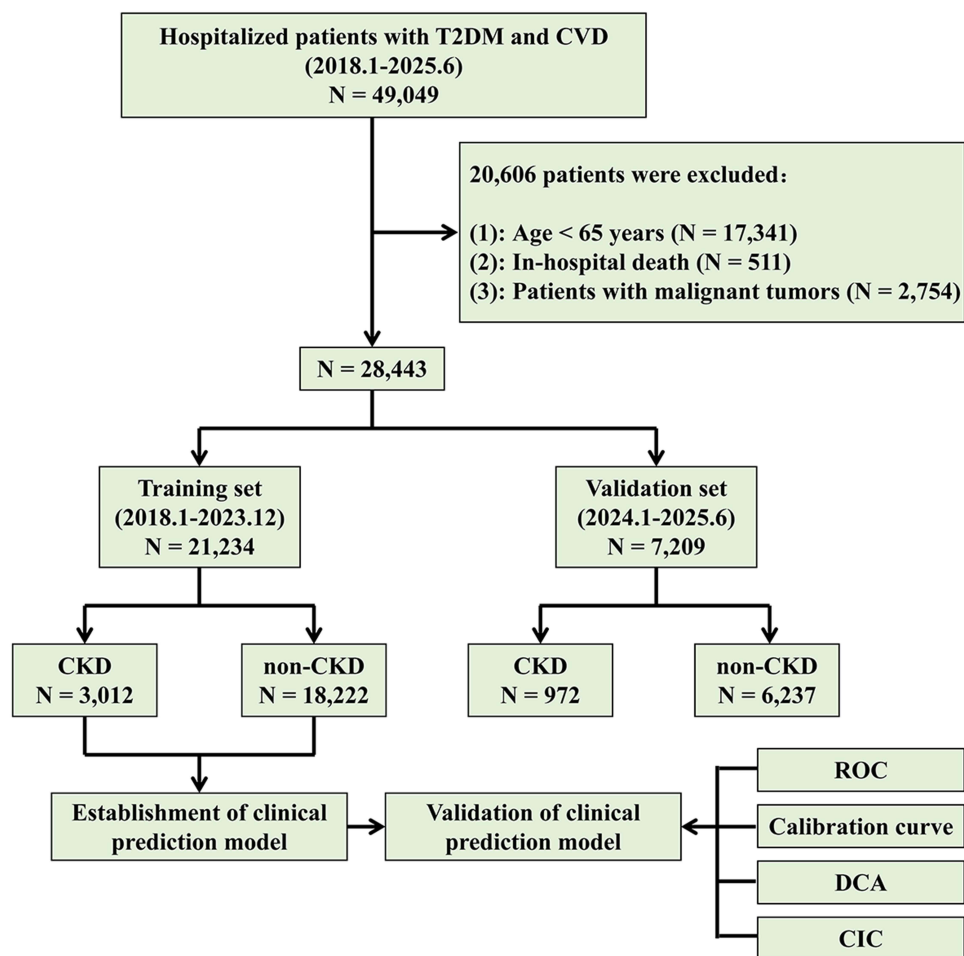 Hospitalized patients with T2DM and CVD
(2018.1-2025.6)
N = 49,049
20,606 patients were excluded：
(1): Age < 65 years (N = 17,341)
(2): In-hospital death (N = 511)
(3): Patients with malignant tumors (N = 2,754)
N = 28,443
Training set
(2018.1-2023.12)
N = 21,234
Validation set
(2024.1-2025.6)
N = 7,209
CKD
N = 3,012
non-CKD
N = 18,222
CKD
N = 972
non-CKD
N = 6,237
Establishment of clinical
prediction model
Validation of clinical
prediction model
ROC
Calibration curve
DCA
CIC